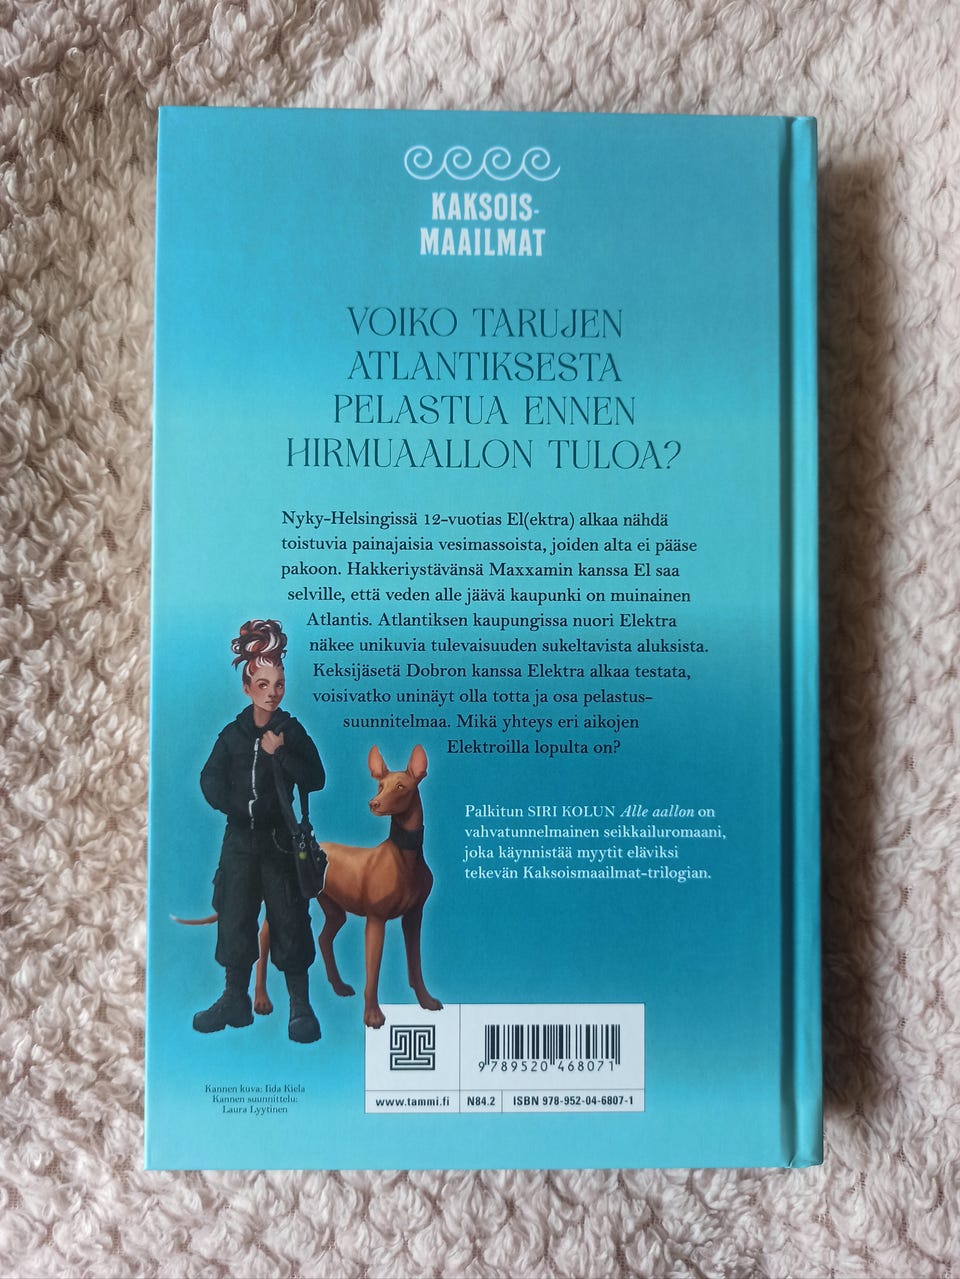 KAKSOIS-
MAAILMAT
VOIKO TARUJEN
ATLANTIKSESTA
PELASTUA ENNEN
HIRMUAALLON TULOA?
Nyky-Helsingissä 12-vuotias El(ektra) alkaa nähdä
toistuvia painajaisia vesimassoista, joiden alta ei pääse
pakoon. Hakkeriystävänsä Maxxamin kanssa El saa
selville, että veden alle jäävä kaupunki on muinainen
Atlantis. Atlantiksen kaupungissa nuori Elektra
näkee unikuvia tulevaisuuden sukeltavista aluksista.
Keksijäsetä Dobron kanssa Elektra alkaa testata,
voisivatko uninäyt olla totta ja osa pelastus-
suunnitelmaa. Mikä yhteys eri aikojen
Elektroilla lopulta on?
Palkitun SIRI KOLUN Alle aallon on
vahvatunnelmainen seikkailuromaani,
joka käynnistää myytit eläviksi
tekevän Kaksoismaailmat-trilogian.
Kannen kuva: Iida Kiela
Kannen suunnittelu:
Laura Lyytinen
9 789520 468071
www.tammi.fi N84.2 ISBN 978-952-04-6807-1